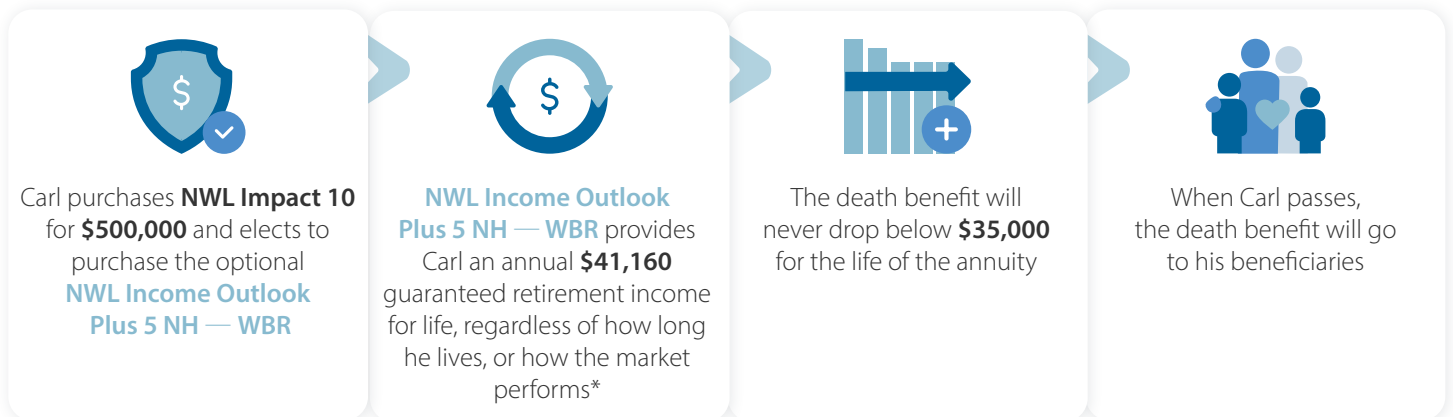 $
Carl purchases NWL Impact 10
for $500,000 and elects to
purchase the optional
NWL Income Outlook
Plus 5 NH — WBR
$
NWL Income Outlook
Plus 5 NH — WBR provides
Carl an annual $41,160
guaranteed retirement income
for life, regardless of how long
he lives, or how the market
performs*
The death benefit will
never drop below $35,000
for the life of the annuity
When Carl passes,
the death benefit will go
to his beneficiaries